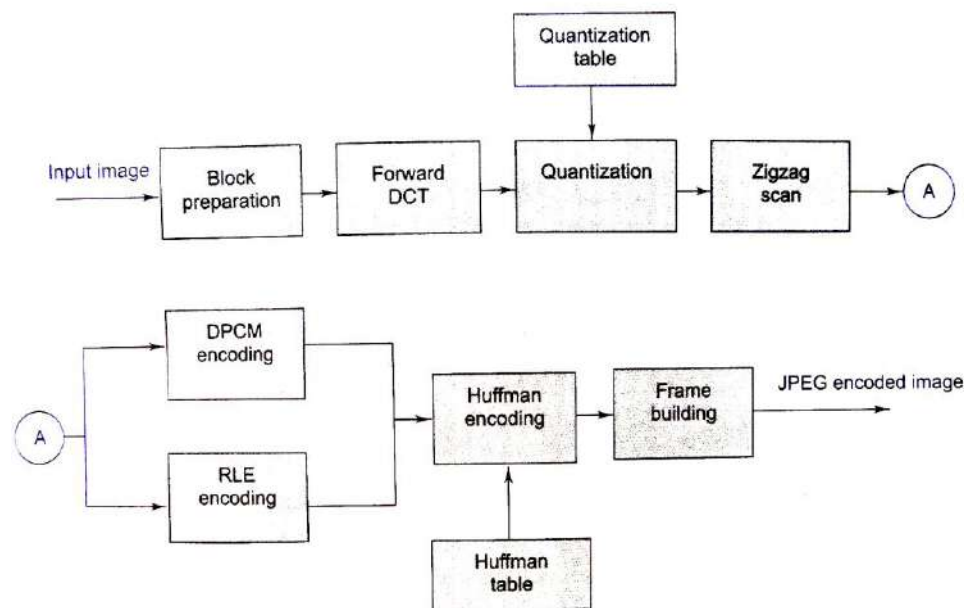 Quantization
table
Input image
Block
preparation
Forward
DCT
Quantization
Zigzag
scan
A
DPCM
encoding
A
RLE
encoding
Huffman
encoding
Frame
building
JPEG encoded image
Huffman
table